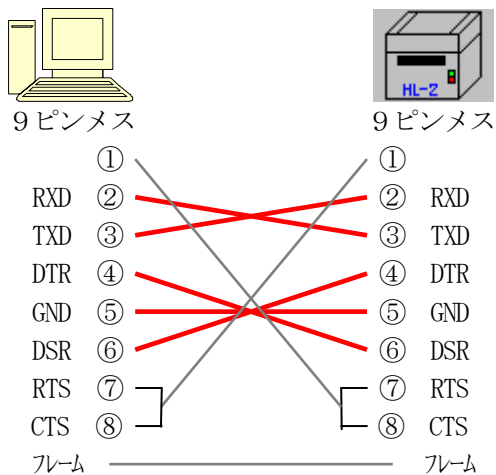 HL-2
9ピンメス 9ピンメス
① ①
RXD ② ② RXD
TXD ③ ③ TXD
DTR ④ ④ DTR
GND ⑤ ⑤ GND
DSR ⑥ ⑥ DSR
RTS ⑦ ⑦ RTS
CTS ⑧ ⑧ CTS
フレーム フレーム